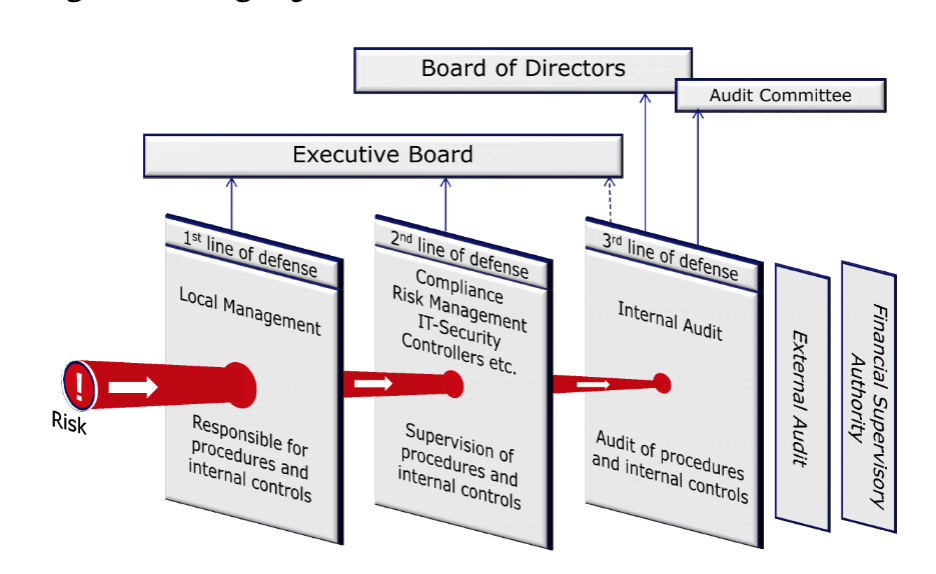 Board of Directors
Audit Committee
Executive Board
1st line of defense
Local Management
Responsible for
procedures and
internal controls
2nd line of defense
Compliance
Risk Management
IT-Security
Controllers etc.
Supervision of
procedures and
internal controls
3rd line of defense
Internal Audit
Audit of procedures
and internal controls
External Audit
Financial Supervisory
Authority
!
Risk